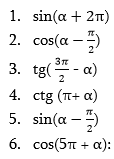 1. sin(α + 2π)
2. cos(α − π/2)
3. tg(3π/2 - α)
4. ctg (π+ α)
5. sin(α − π/2)
6. cos(5π + α):